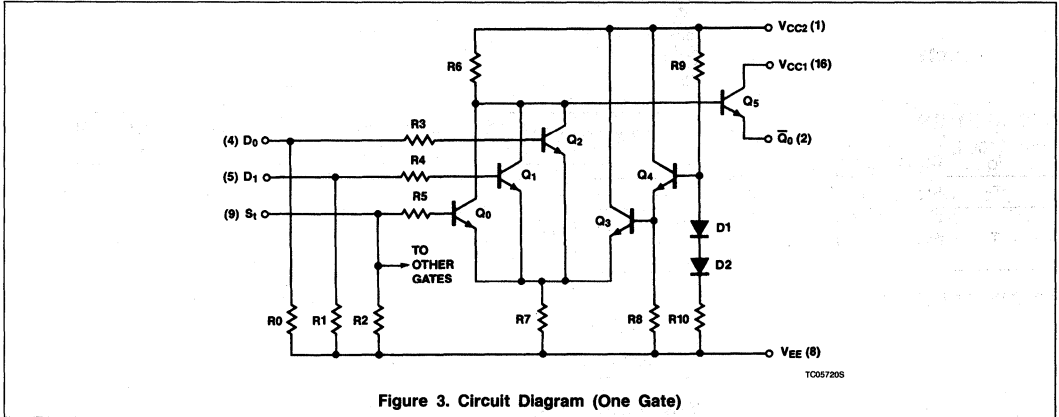 VCC2 (1)
R6
R9
VCC1 (16)
Q5
R3
(4) D0
Q2
R4
(5) D1
Q1
Q4
R5
(9) St
Q0
Q3
D1
TO
OTHER
GATES
D2
R0
R1
R2
R7
R8
R10
VEE (8)
Q̅0 (2)
TC05720S
Figure 3. Circuit Diagram (One Gate)